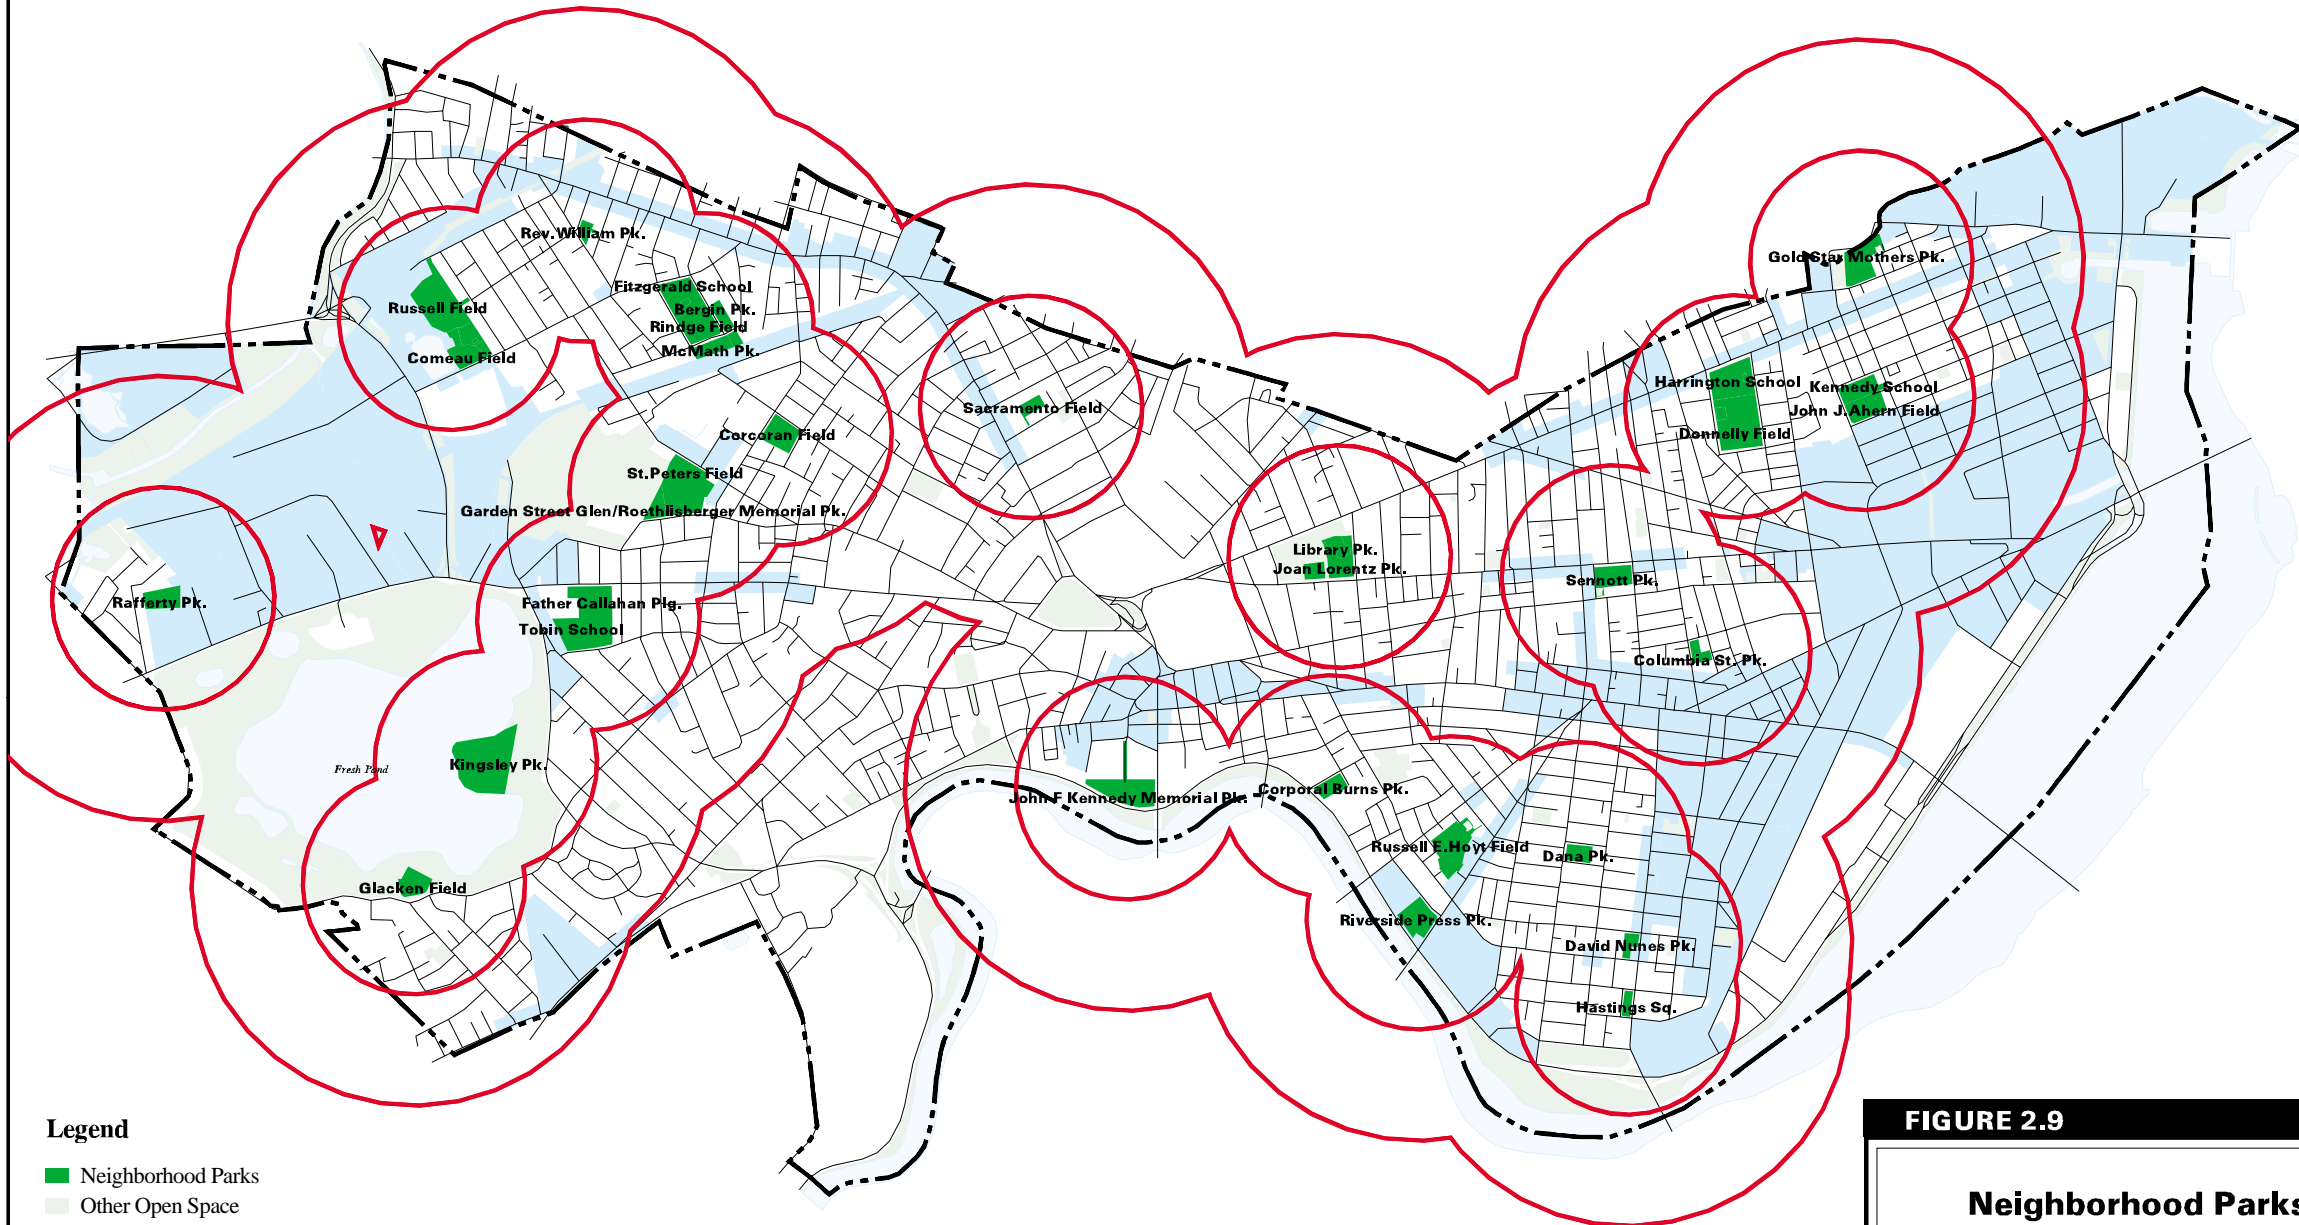 Rev. William Pk.
Gold Star Mothers Pk.
Fitzgerald School
Russell Field
Bergin Pk.
Rindge Field
McMath Pk.
Comeau Field
Harrington School
Kennedy School
Sacramento Field
John J. Ahern Field
Corcoran Field
Donnelly Field
St. Peters Field
Garden Street Glen/Roethlisberger Memorial Pk.
Library Pk.
Joan Lorentz Pk.
Sennott Pk.
Rafferty Pk.
Father Callahan Plg.
Tobin School
Columbia St. Pk.
Kingsley Pk.
Fresh Pond
John F Kennedy Memorial Pk.
Corporal Burns Pk.
Russell E. Hoyt Field
Dana Pk.
Glacken Field
Riverside Press Pk.
David Nunes Pk.
Hastings Sq.
Legend
Neighborhood Parks
Other Open Space
FIGURE 2.9
Neighborhood Parks